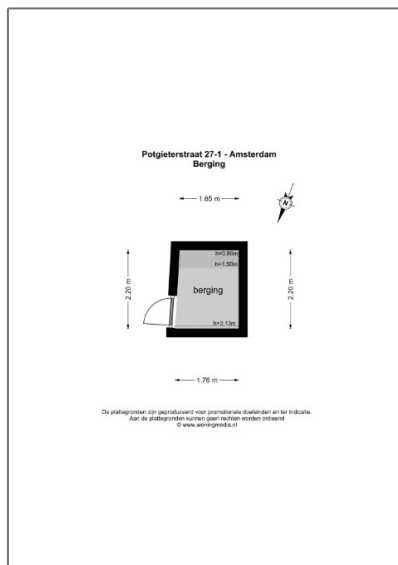 Potgieterstraat 27-1 - Amsterdam
Berging
1.65 m
N
h=0.86m
h=1.50m
2.20 m
berging
2.20 m
h=3.13m
1.76 m
De plattegronden zijn geproduceerd voor promotionele doeleinden en ter indicatie.
Aan de plattegronden kunnen geen rechten worden ontleend
© www.woningmedia.nl